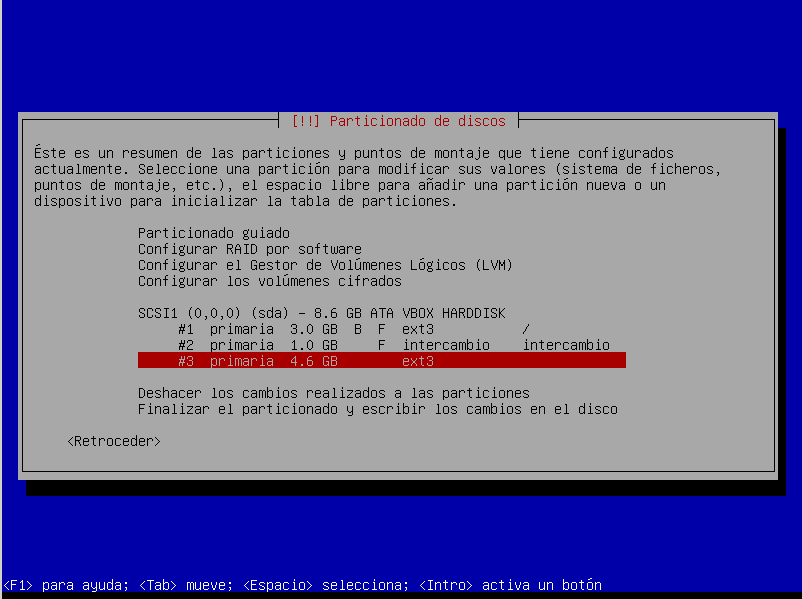 [!!] Particionado de discos
Éste es un resumen de las particiones y puntos de montaje que tiene configurados
actualmente. Seleccione una partición para modificar sus valores (sistema de ficheros,
puntos de montaje, etc.), el espacio libre para añadir una partición nueva o un
dispositivo para inicializar la tabla de particiones.
Particionado guiado
Configurar RAID por software
Configurar el Gestor de Volúmenes Lógicos (LVM)
Configurar los volúmenes cifrados
SCSI1 (0,0,0) (sda) - 8.6 GB ATA VBOX HARDDISK
#1 primaria 3.0 GB B F ext3 /
#2 primaria 1.0 GB F intercambio intercambio
#3 primaria 4.6 GB ext3
Deshacer los cambios realizados a las particiones
Finalizar el particionado y escribir los cambios en el disco
<Retroceder>
<F1> para ayuda; <Tab> mueve; <Espacio> selecciona; <Intro> activa un botón